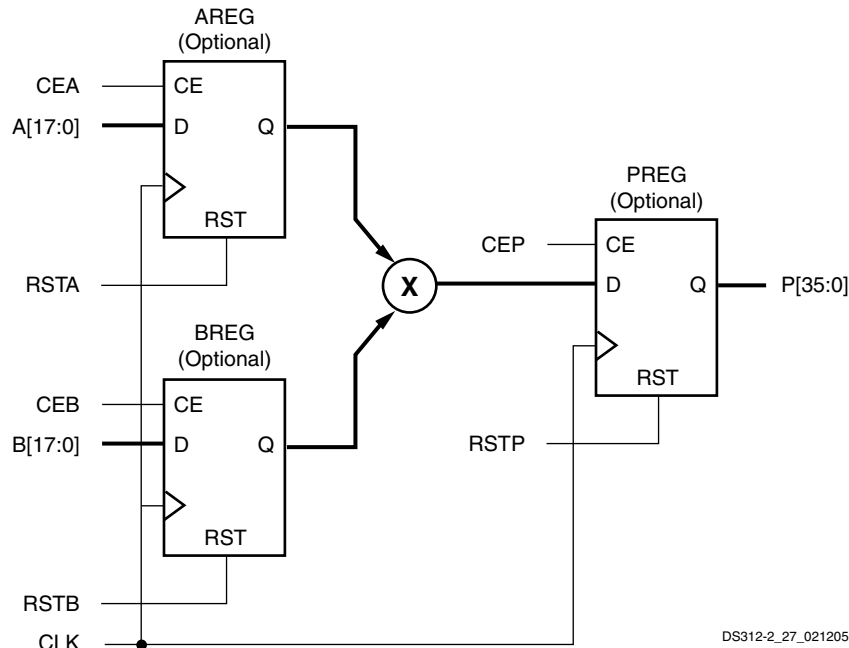 AREG
(Optional)
CEA
CE
A[17:0]
D
Q
RST
RSTA
BREG
(Optional)
CEB
CE
B[17:0]
D
Q
RST
RSTB
CLK
X
PREG
(Optional)
CEP
CE
D
Q
P[35:0]
RST
RSTP
DS312-2_27_021205